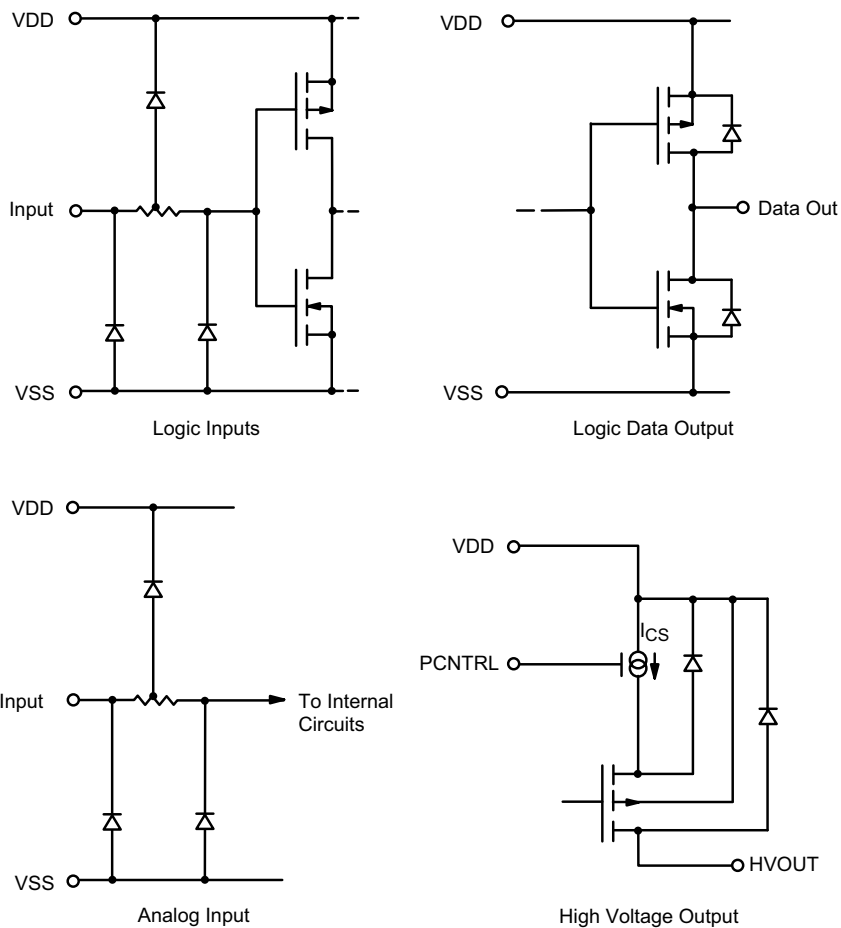 VDD
Input
VSS
Logic Inputs
VDD
Data Out
VSS
Logic Data Output
VDD
Input
To Internal
Circuits
VSS
Analog Input
VDD
ICS
PCNTRL
HVOUT
High Voltage Output